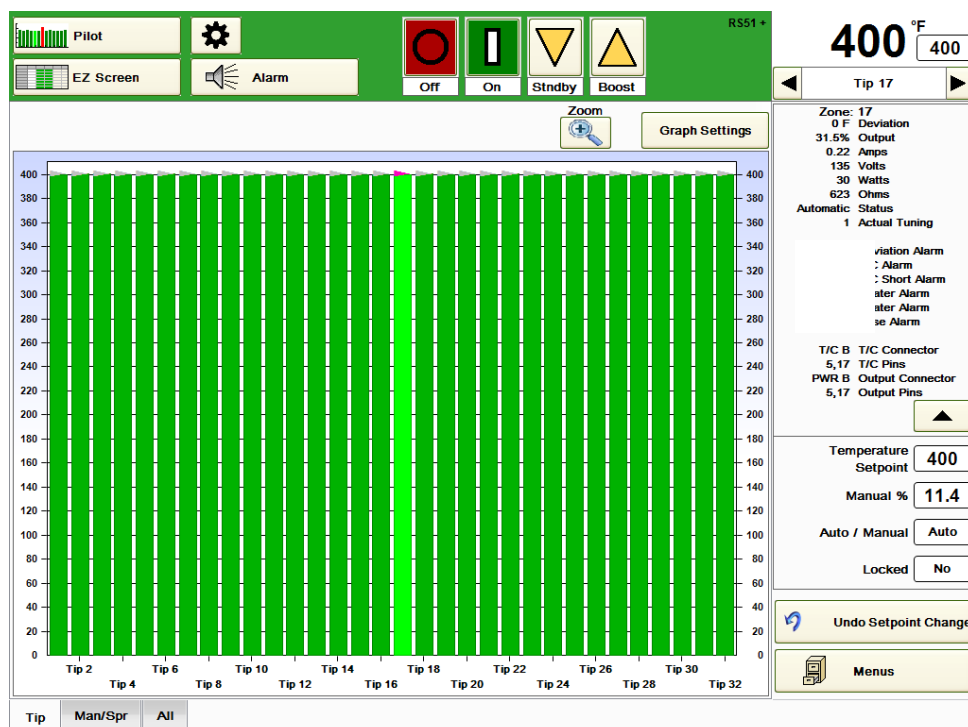 Pilot
EZ Screen
Alarm
Off
On
Stndby
Boost
RS51 +
400 °F
400
Tip 17
Zoom
Graph Settings
Zone: 17
0 F Deviation
31.5% Output
0.22 Amps
135 Volts
30 Watts
623 Ohms
Automatic Status
1 Actual Tuning
Alarm
Alarm
Short Alarm
Alarm
Alarm
Alarm
T/C B T/C Connector
5,17 T/C Pins
PWR B Output Connector
5,17 Output Pins
Temperature
Setpoint 400
Manual % 11.4
Auto / Manual Auto
Locked No
Undo Setpoint Change
Menus
400 400
380 380
360 360
340 340
320 320
300 300
280 280
260 260
240 240
220 220
200 200
180 180
160 160
140 140
120 120
100 100
80 80
60 60
40 40
20 20
0 0
Tip 2 Tip 6 Tip 10 Tip 14 Tip 18 Tip 22 Tip 26 Tip 30
Tip 4 Tip 8 Tip 12 Tip 16 Tip 20 Tip 24 Tip 28 Tip 32
Tip Man/Spr All